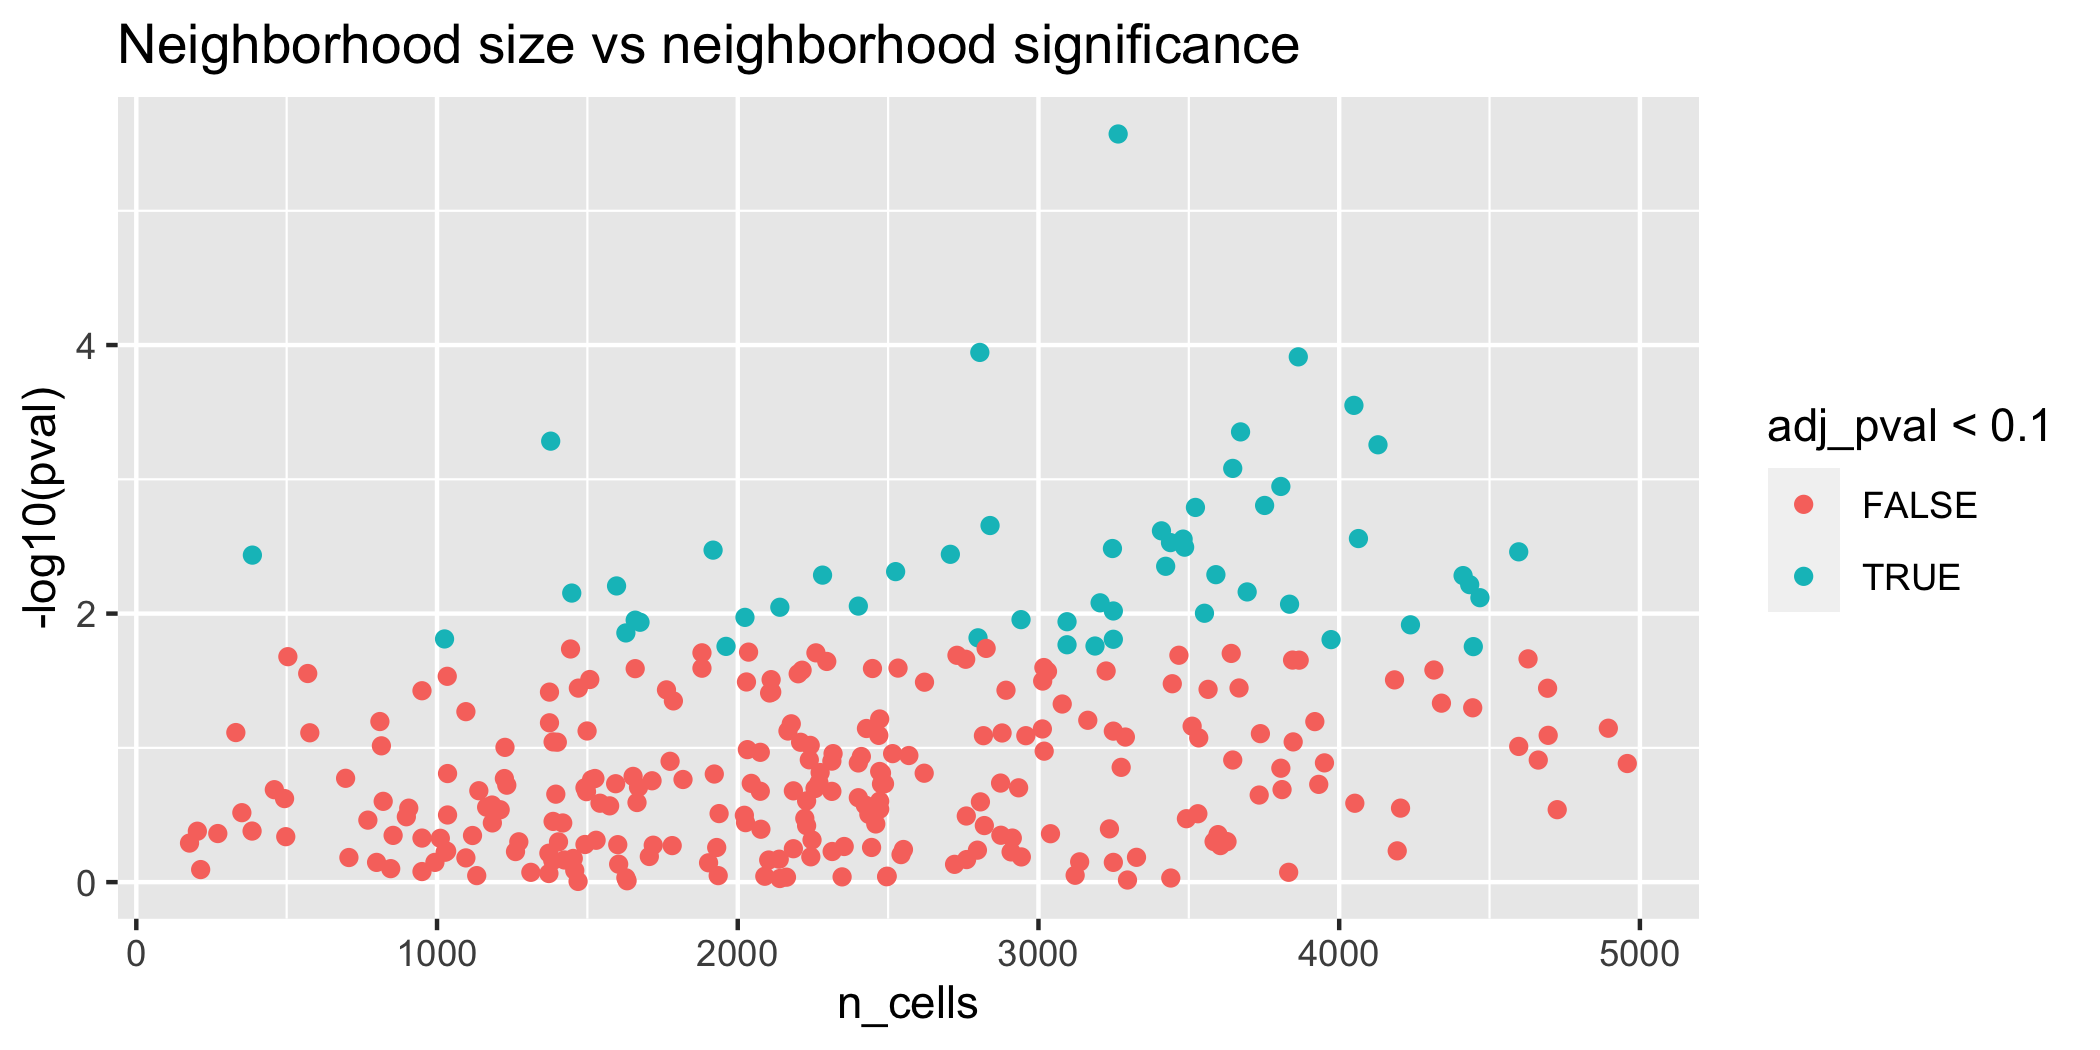 Neighborhood size vs neighborhood significance
-log10(pval)
4
2
0
0 1000 2000 3000 4000 5000
n_cells
adj_pval < 0.1
FALSE
TRUE